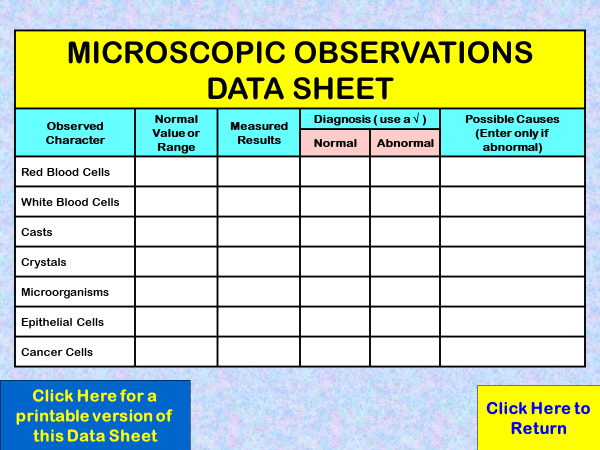 MICROSCOPIC OBSERVATIONS
DATA SHEET
Observed
Character
Normal
Value or
Range
Measured
Results
Diagnosis ( use a √ )
Normal
Abnormal
Possible Causes
(Enter only if
abnormal)
Red Blood Cells
White Blood Cells
Casts
Crystals
Microorganisms
Epithelial Cells
Cancer Cells
Click Here for a
printable version of
this Data Sheet
Click Here to
Return